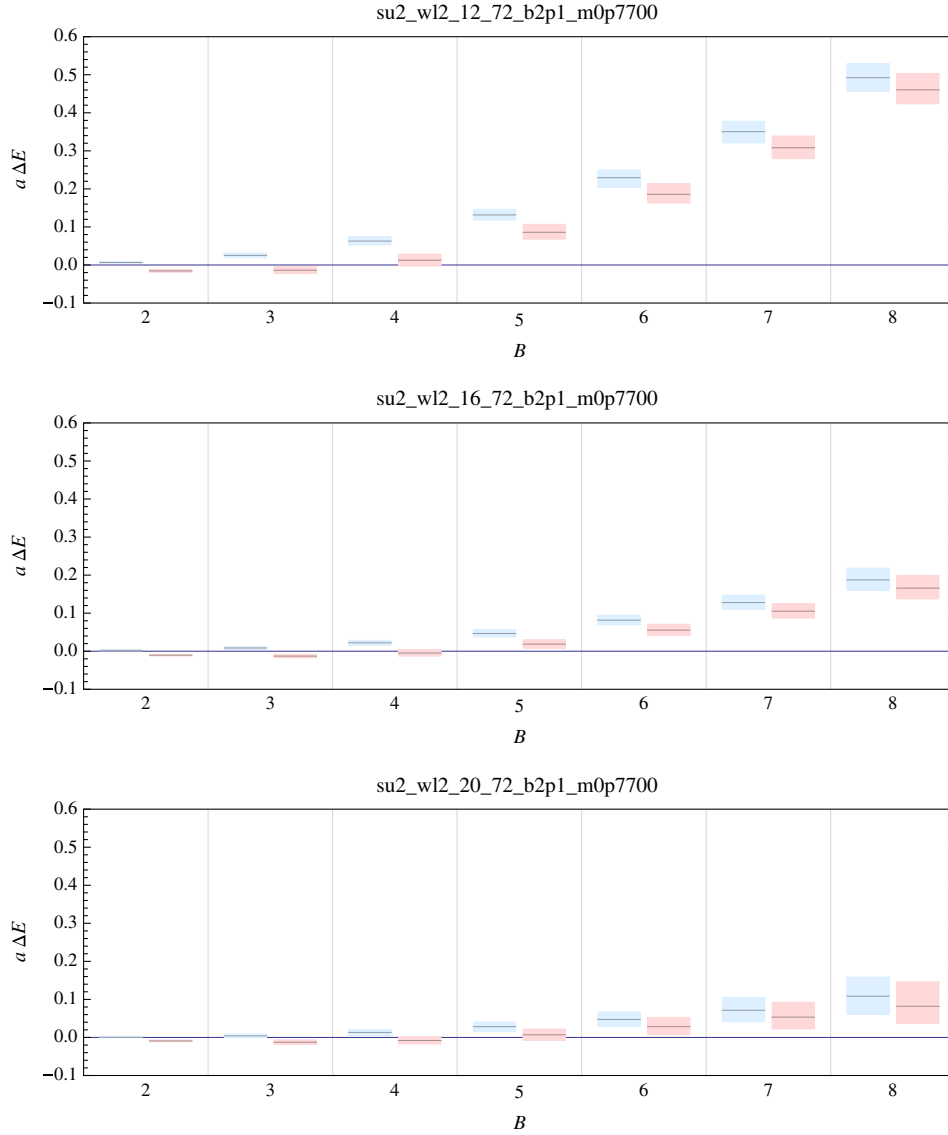 su2_wl2_12_72_b2p1_m0p7700
0.6
0.5
0.4
0.3
0.2
0.1
0.0
−0.1
a ΔE
2 3 4 5 6 7 8
B
su2_wl2_16_72_b2p1_m0p7700
0.6
0.5
0.4
0.3
0.2
0.1
0.0
−0.1
a ΔE
2 3 4 5 6 7 8
B
su2_wl2_20_72_b2p1_m0p7700
0.6
0.5
0.4
0.3
0.2
0.1
0.0
−0.1
a ΔE
2 3 4 5 6 7 8
B